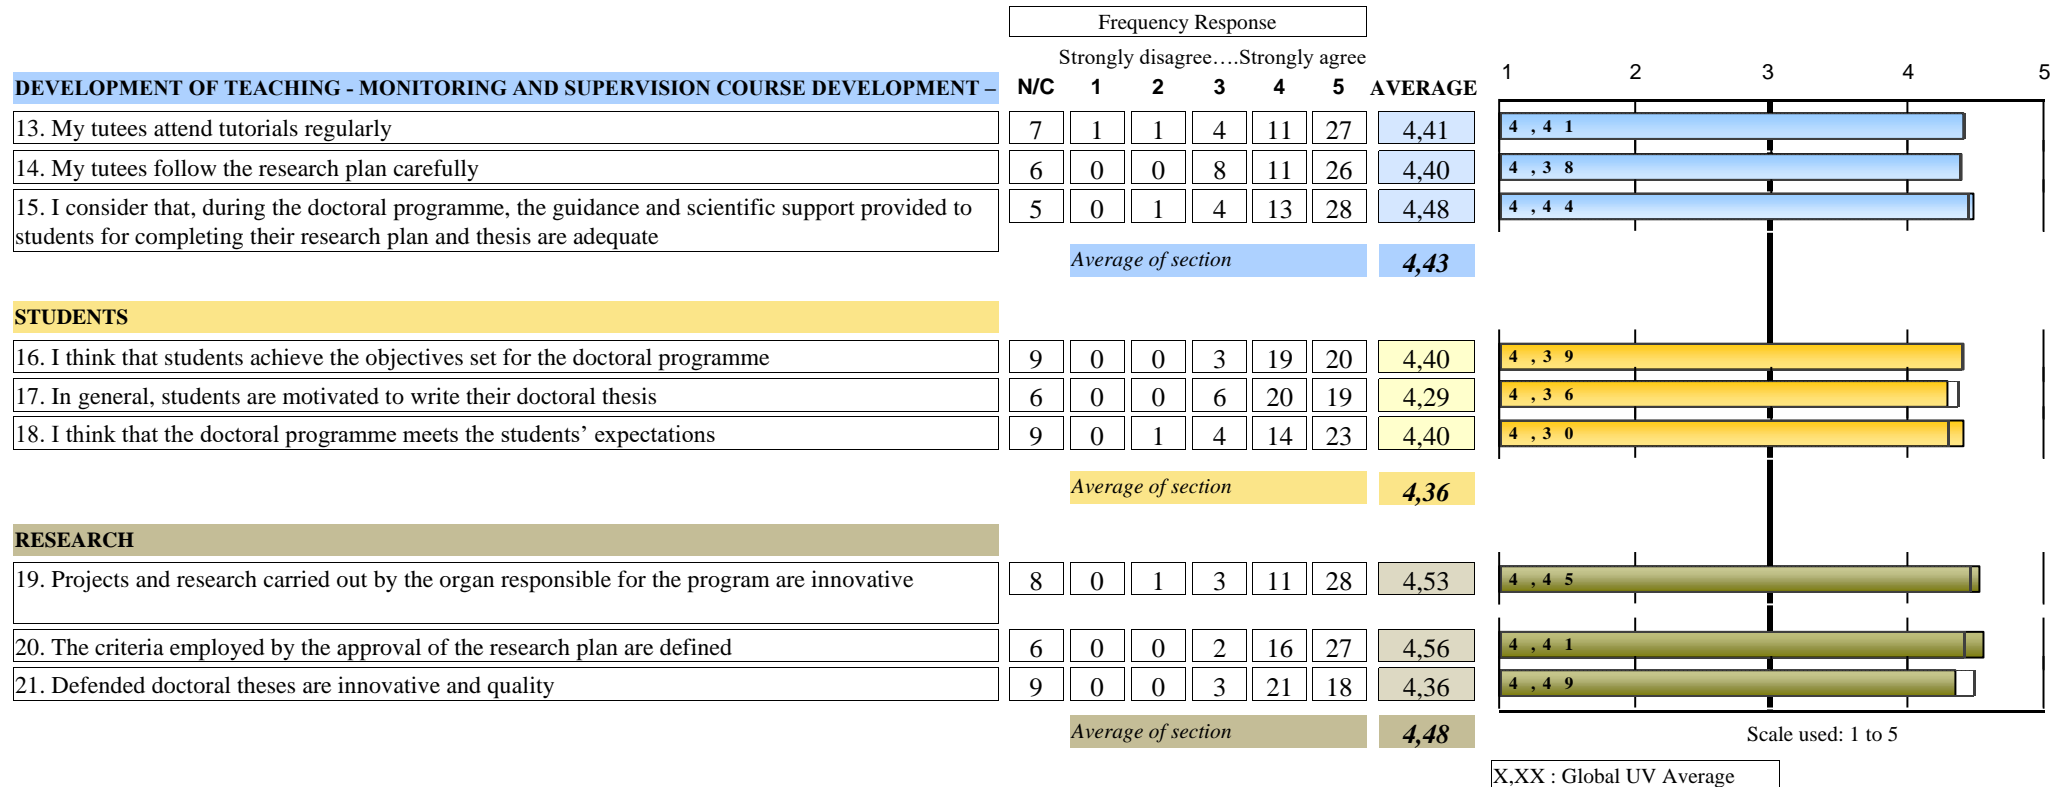 Frequency Response
Strongly disagree….Strongly agree
DEVELOPMENT OF TEACHING - MONITORING AND SUPERVISION COURSE DEVELOPMENT – N/C 1 2 3 4 5 AVERAGE 1 2 3 4 5
13. My tutees attend tutorials regularly 7 1 1 4 11 27 4,41 4,41
14. My tutees follow the research plan carefully 6 0 0 8 11 26 4,40 4,38
15. I consider that, during the doctoral programme, the guidance and scientific support provided to 5 0 1 4 13 28 4,48 4,44
students for completing their research plan and thesis are adequate
Average of section 4,43
STUDENTS
16. I think that students achieve the objectives set for the doctoral programme 9 0 0 3 19 20 4,40 4,39
17. In general, students are motivated to write their doctoral thesis 6 0 0 6 20 19 4,29 4,36
18. I think that the doctoral programme meets the students’ expectations 9 0 1 4 14 23 4,40 4,30
Average of section 4,36
RESEARCH
19. Projects and research carried out by the organ responsible for the program are innovative 8 0 1 3 11 28 4,53 4,45
20. The criteria employed by the approval of the research plan are defined 6 0 0 2 16 27 4,56 4,41
21. Defended doctoral theses are innovative and quality 9 0 0 3 21 18 4,36 4,49
Average of section 4,48 Scale used: 1 to 5
X,XX : Global UV Average